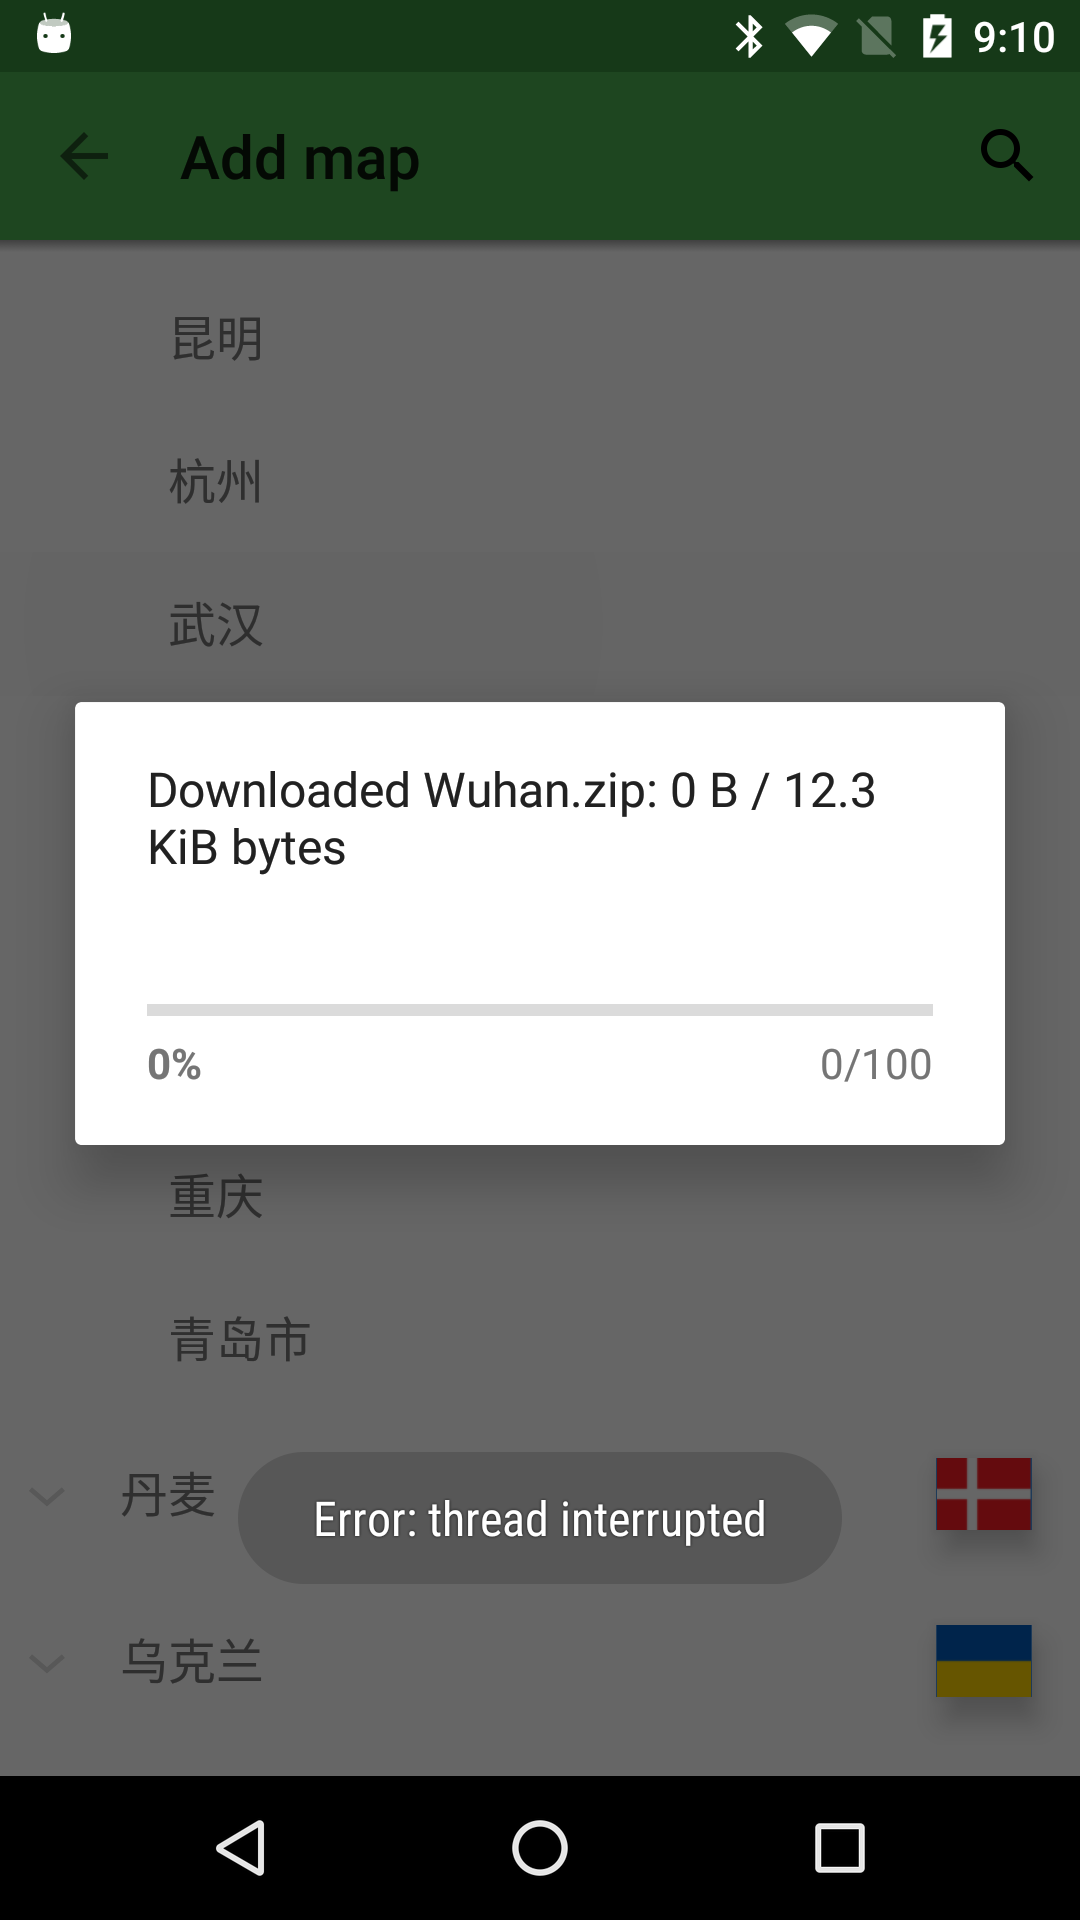 9:10
Add map
昆明
杭州
武汉
Downloaded Wuhan.zip: 0 B / 12.3
KiB bytes
0%
0/100
重庆
青岛市
丹麦
Error: thread interrupted
乌克兰